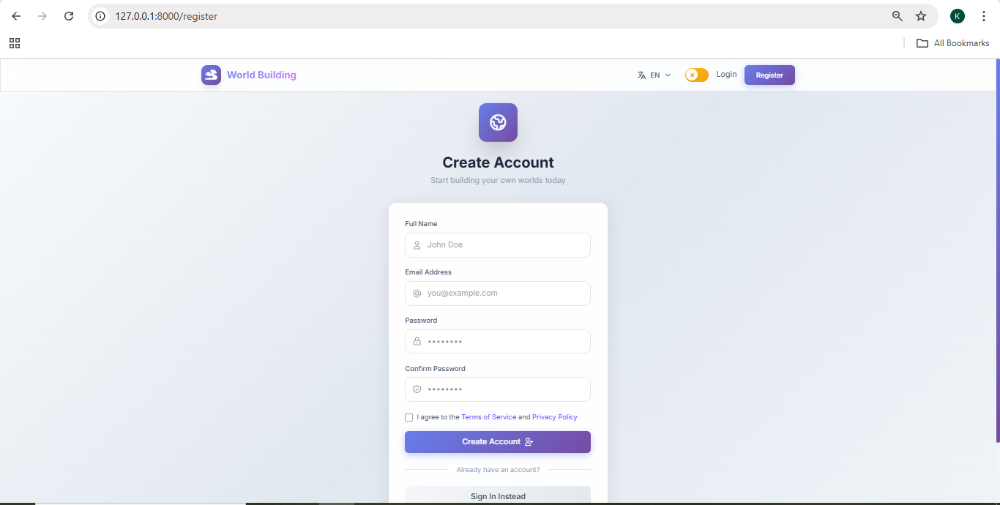 127.0.0.1:8000/register
K
All Bookmarks
World Building
EN
Login
Register
Create Account
Start building your own worlds today
Full Name
John Doe
Email Address
you@example.com
Password
••••••••
Confirm Password
••••••••
I agree to the Terms of Service and Privacy Policy
Create Account
Already have an account?
Sign In Instead